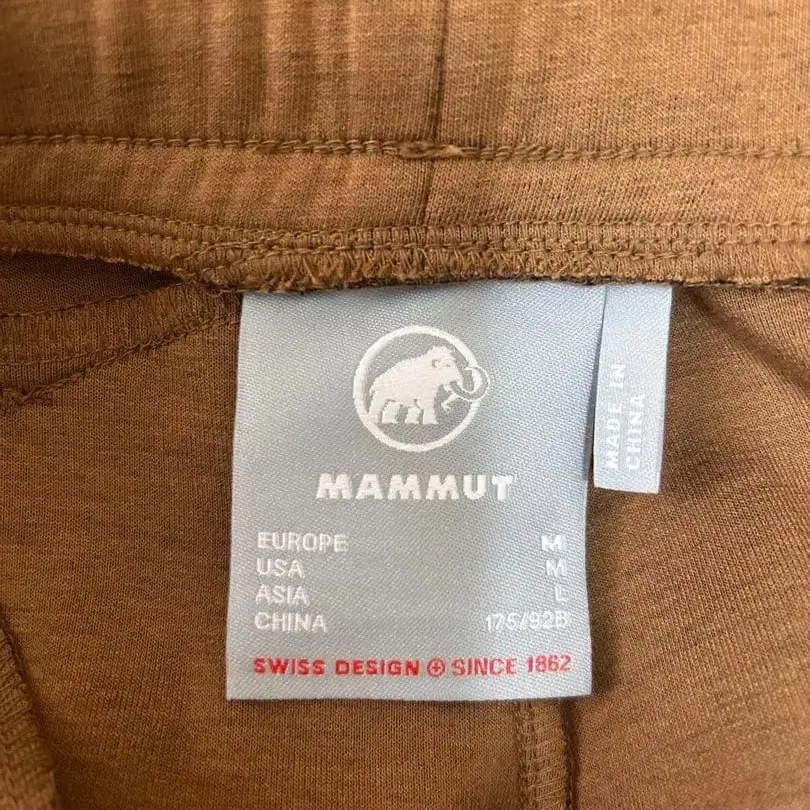 MAMMUT
EUROPE M
USA M
ASIA L
CHINA 175/92B
SWISS DESIGN SINCE 1862
MADE IN
CHINA